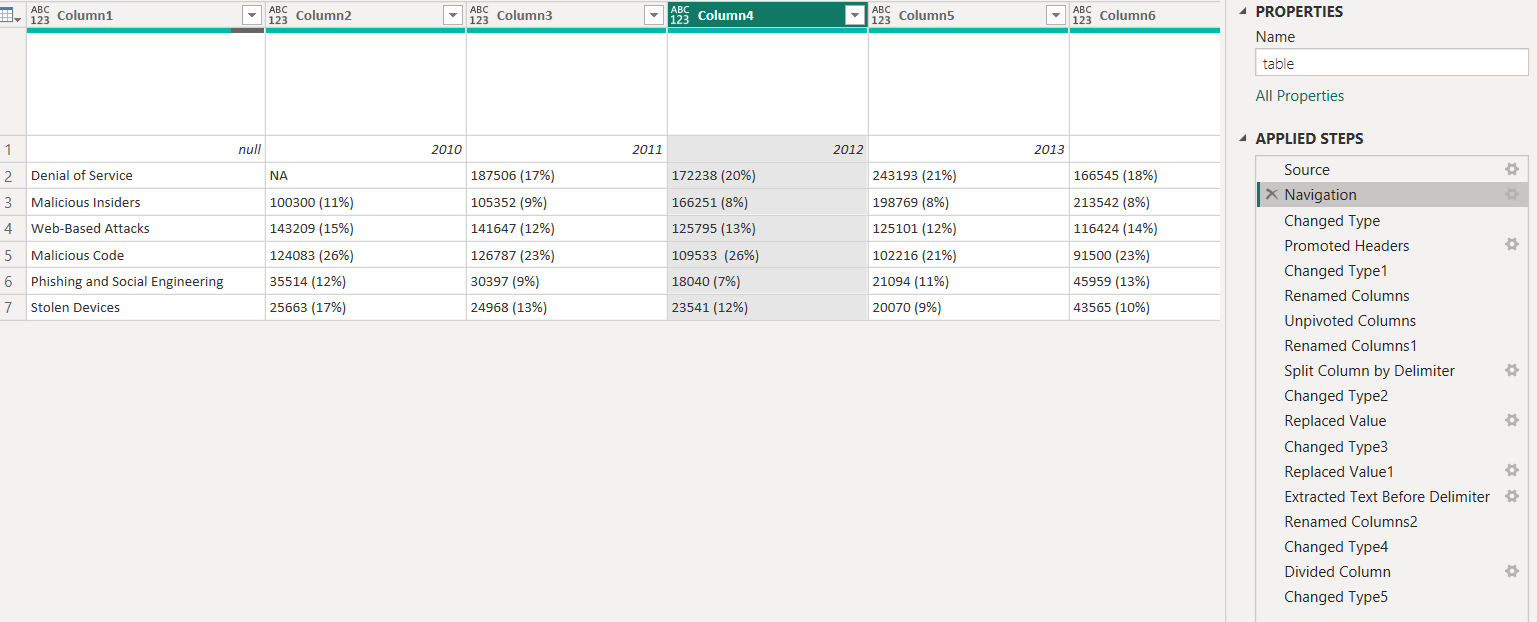 ABC 123 Column1 ABC 123 Column2 ABC 123 Column3 ABC 123 Column4 ABC 123 Column5 ABC 123 Column6
1 null 2010 2011 2012 2013
2 Denial of Service NA 187506 (17%) 172238 (20%) 243193 (21%) 166545 (18%)
3 Malicious Insiders 100300 (11%) 105352 (9%) 166251 (8%) 198769 (8%) 213542 (8%)
4 Web-Based Attacks 143209 (15%) 141647 (12%) 125795 (13%) 125101 (12%) 116424 (14%)
5 Malicious Code 124083 (26%) 126787 (23%) 109533  (26%) 102216 (21%) 91500 (23%)
6 Phishing and Social Engineering 35514 (12%) 30397 (9%) 18040 (7%) 21094 (11%) 45959 (13%)
7 Stolen Devices 25663 (17%) 24968 (13%) 23541 (12%) 20070 (9%) 43565 (10%)
PROPERTIES
Name
table
All Properties
APPLIED STEPS
Source
Navigation
Changed Type
Promoted Headers
Changed Type1
Renamed Columns
Unpivoted Columns
Renamed Columns1
Split Column by Delimiter
Changed Type2
Replaced Value
Changed Type3
Replaced Value1
Extracted Text Before Delimiter
Renamed Columns2
Changed Type4
Divided Column
Changed Type5